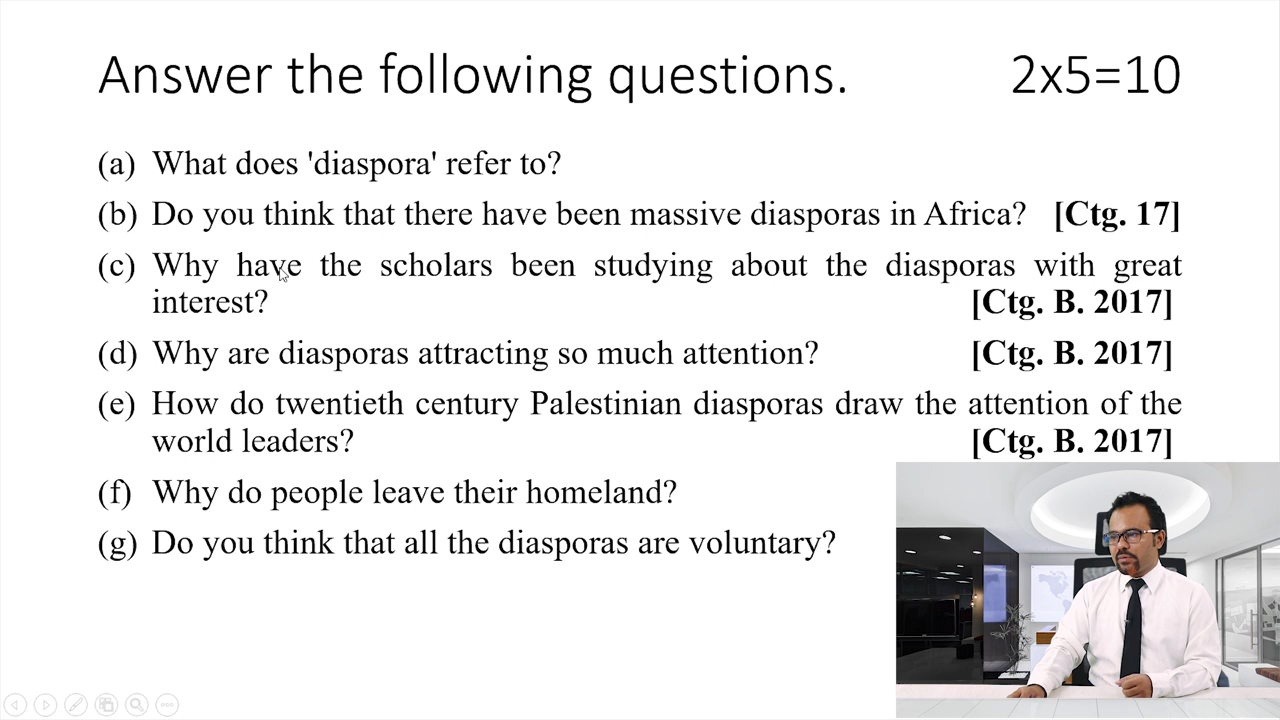 Answer the following questions. 2x5=10
(a) What does 'diaspora' refer to?
(b) Do you think that there have been massive diasporas in Africa? [Ctg. 17]
(c) Why have the scholars been studying about the diasporas with great
interest? [Ctg. B. 2017]
(d) Why are diasporas attracting so much attention? [Ctg. B. 2017]
(e) How do twentieth century Palestinian diasporas draw the attention of the
world leaders? [Ctg. B. 2017]
(f) Why do people leave their homeland?
(g) Do you think that all the diasporas are voluntary?